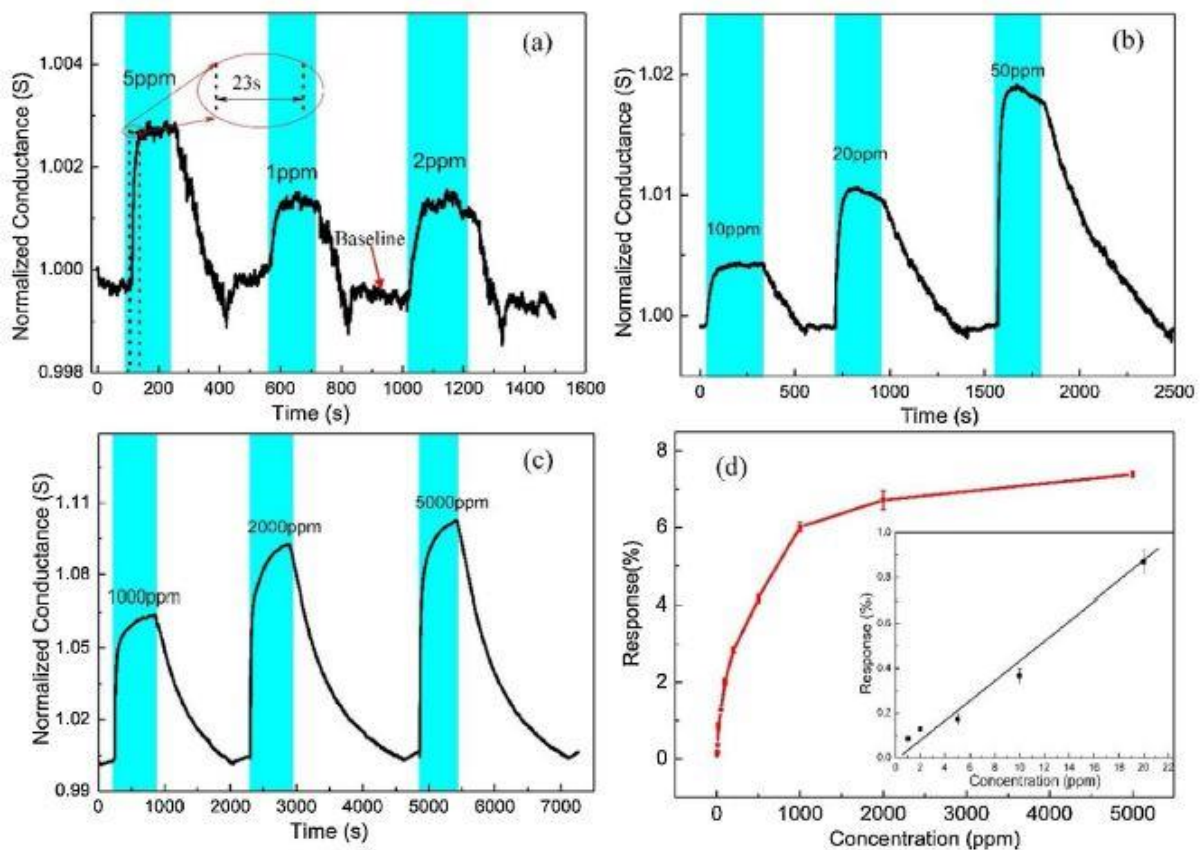 (a)
1.004
1.002
1.000
0.998
Normalized Conductance (S)
5ppm
23s
1ppm
2ppm
Baseline
0 200 400 600 800 1000 1200 1400 1600
Time (s)
(b)
1.02
1.01
1.00
Normalized Conductance (S)
10ppm
20ppm
50ppm
0 500 1000 1500 2000 2500
Time (s)
(c)
1.11
1.08
1.05
1.02
0.99
Normalized Conductance (S)
1000ppm
2000ppm
5000ppm
0 1000 2000 3000 4000 5000 6000 7000
Time (s)
(d)
8
6
4
2
0
Response(%)
0 1000 2000 3000 4000 5000
Concentration (ppm)
1.0
0.8
0.6
0.4
0.2
0.0
Response
0 2 4 6 8 10 12 14 16 18 20 22
Concentration (ppm)